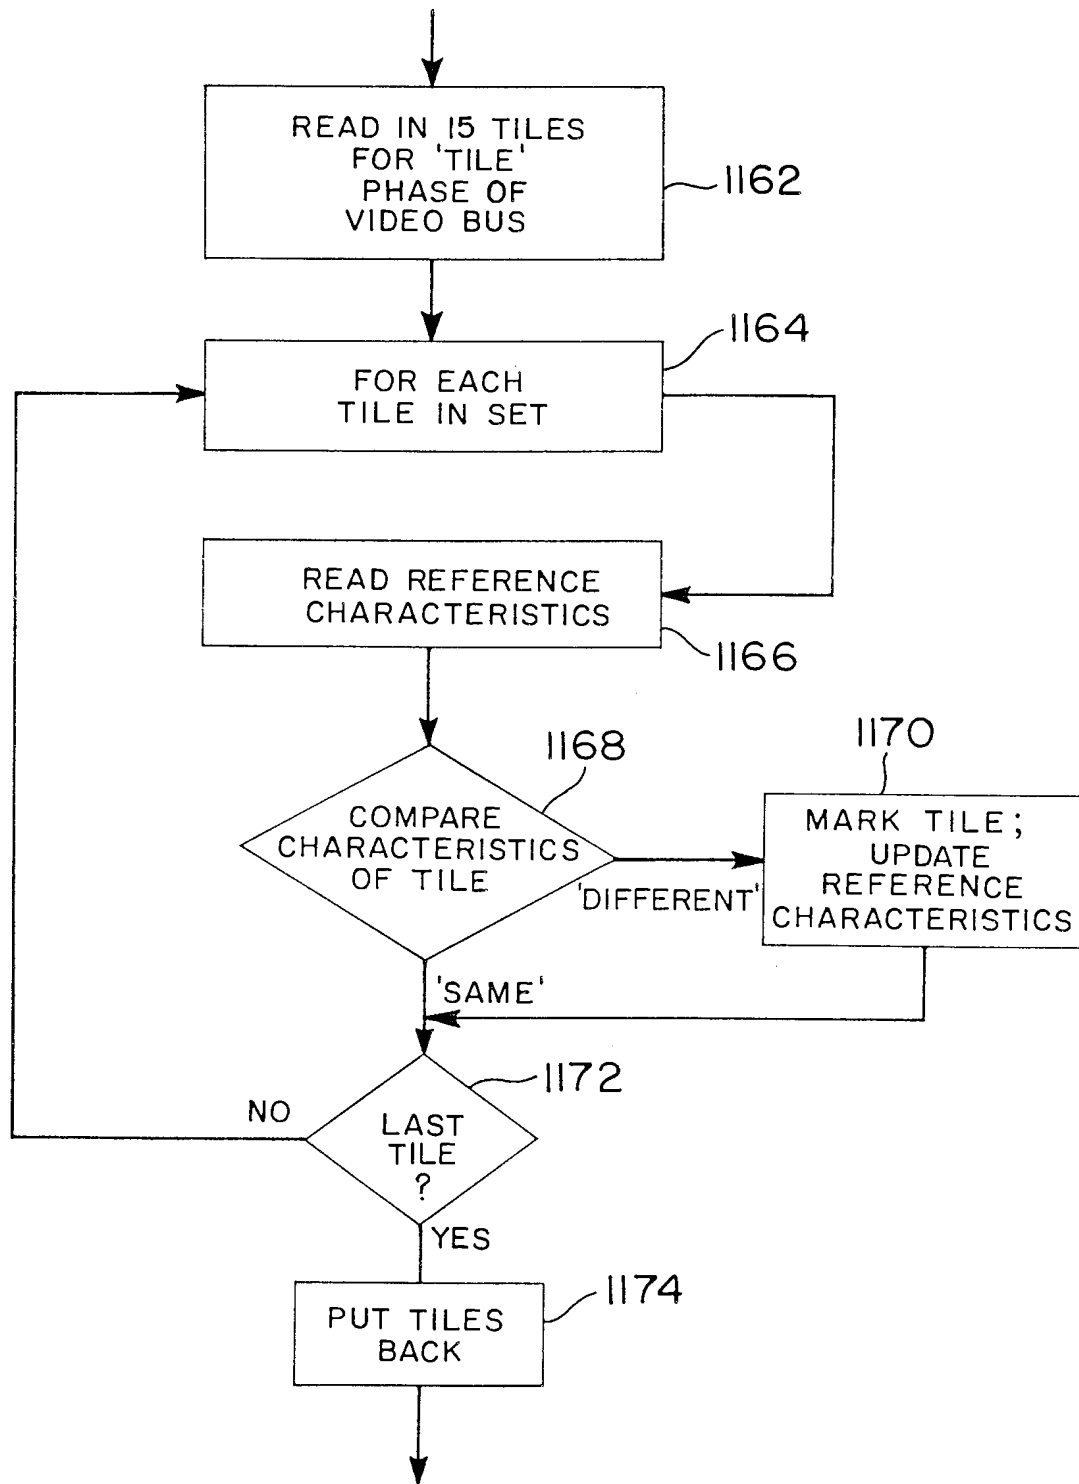 READ IN 15 TILES
FOR 'TILE'
PHASE OF
VIDEO BUS
1162
1164
FOR EACH
TILE IN SET
READ REFERENCE
CHARACTERISTICS
1166
1168
COMPARE
CHARACTERISTICS
OF TILE
'DIFFERENT'
1170
MARK TILE;
UPDATE
REFERENCE
CHARACTERISTICS
'SAME'
1172
NO
LAST
TILE
?
YES
1174
PUT TILES
BACK